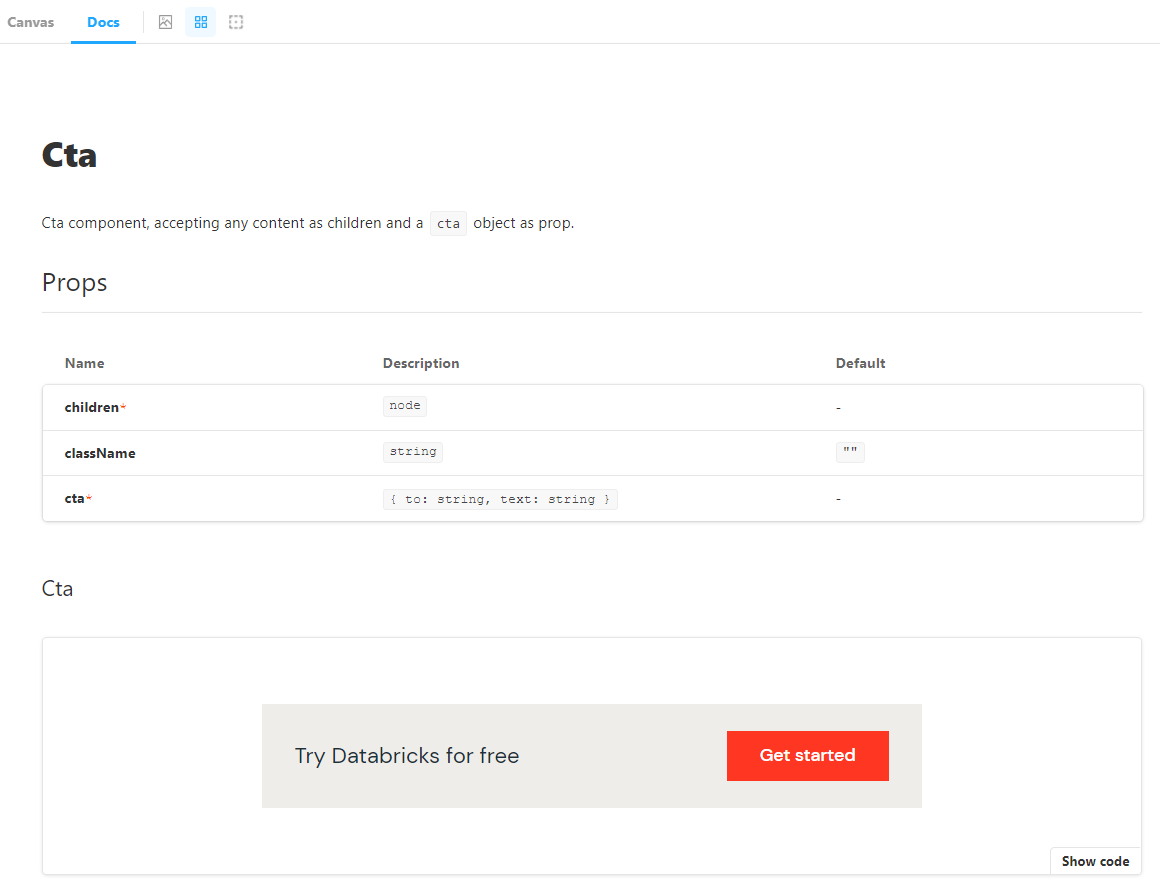 Canvas Docs
Cta
Cta component, accepting any content as children and a cta object as prop.
Props
Name Description Default
children* node -
className string ""
cta* { to: string, text: string } -
Cta
Try Databricks for free Get started
Show code